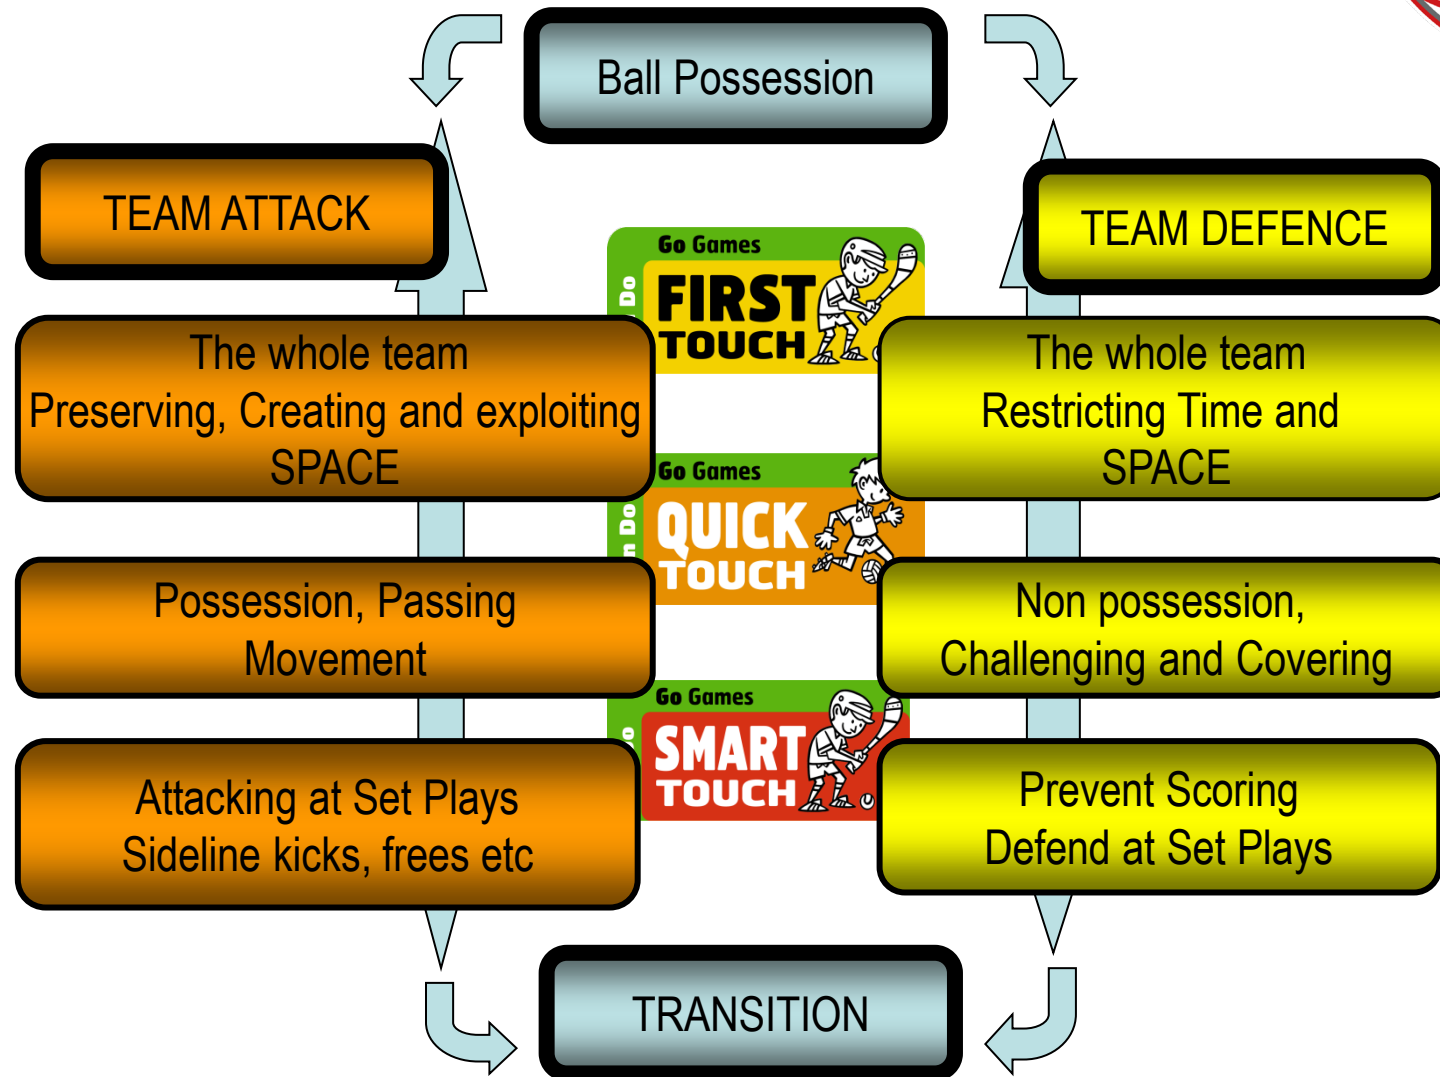 Ball Possession
TEAM ATTACK
TEAM DEFENCE
The whole team
Preserving, Creating and exploiting
SPACE
The whole team
Restricting Time and
SPACE
Possession, Passing
Movement
Non possession,
Challenging and Covering
Attacking at Set Plays
Sideline kicks, frees etc
Prevent Scoring
Defend at Set Plays
TRANSITION
Go Games
Do
FIRST
TOUCH
Go Games
Do
QUICK
TOUCH
Go Games
SMART
TOUCH